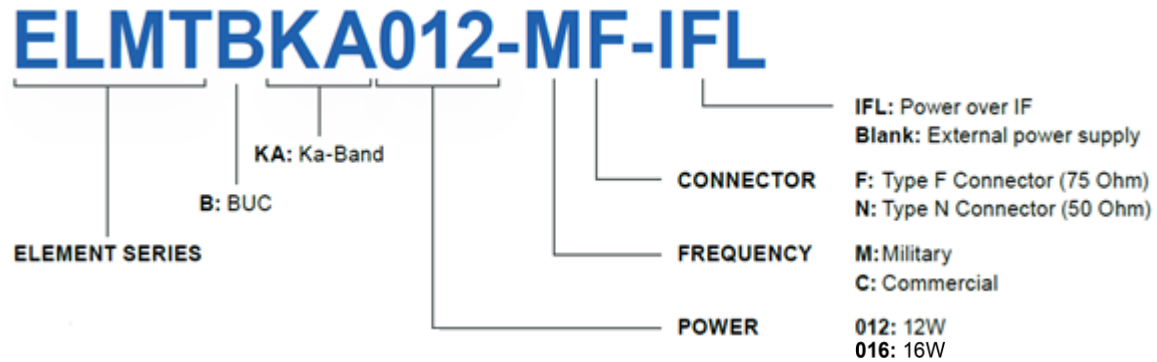 ELMTBKA012-MF-IFL
IFL: Power over IF
Blank: External power supply
KA: Ka-Band
CONNECTOR F: Type F Connector (75 Ohm)
N: Type N Connector (50 Ohm)
B: BUC
ELEMENT SERIES
FREQUENCY M:Military
C: Commercial
POWER 012: 12W
016: 16W